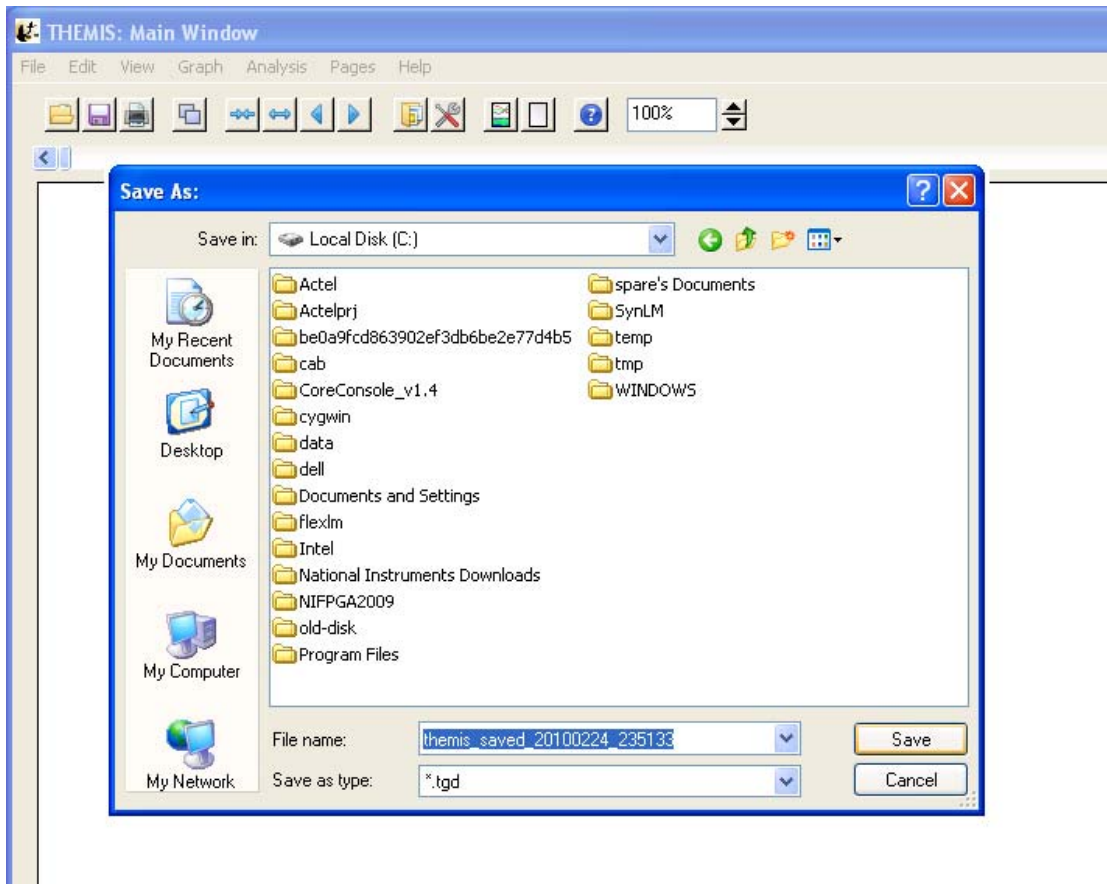 THEMIS: Main Window
File Edit View Graph Analysis Pages Help
100%
Save As:
Save in: Local Disk (C:)
My Recent Documents
Desktop
My Documents
My Computer
My Network
Actel
Actelprj
be0a9fcd863902ef3db6be2e77d4b5
cab
CoreConsole_v1.4
cygwin
data
dell
Documents and Settings
flexlm
Intel
National Instruments Downloads
NIFPGA2009
old-disk
Program Files
spare's Documents
SynLM
temp
tmp
WINDOWS
File name: themis_saved_20100224_235133
Save
Save as type: *.tgd
Cancel